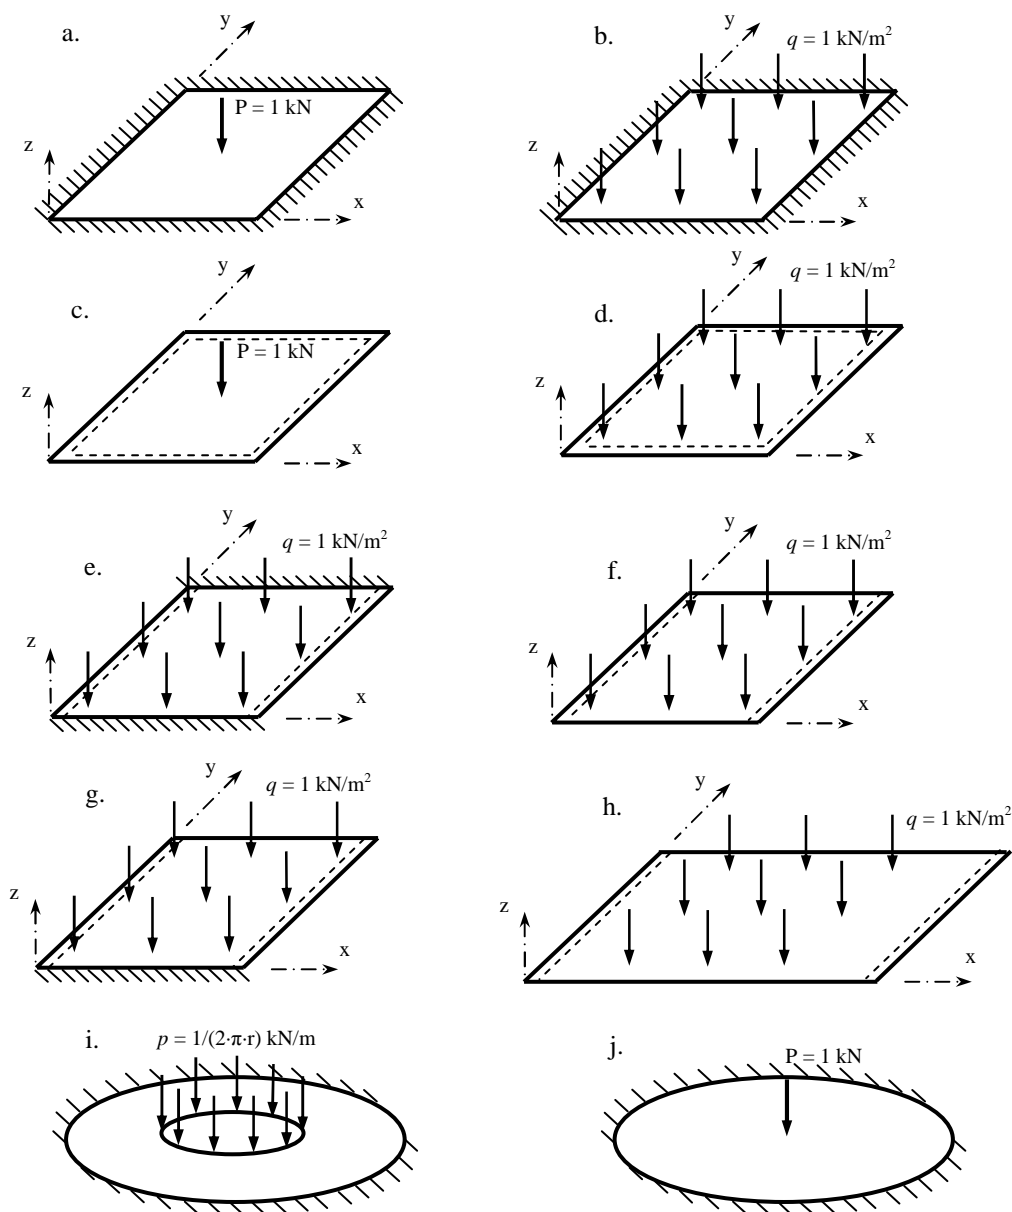 a.
y
P = 1 kN
z
x
b.
y
q = 1 kN/m²
z
x
c.
y
P = 1 kN
z
x
d.
y
q = 1 kN/m²
z
x
e.
y
q = 1 kN/m²
z
x
f.
y
q = 1 kN/m²
z
x
g.
y
q = 1 kN/m²
z
x
h.
y
q = 1 kN/m²
z
x
i.
p = 1/(2·π·r) kN/m
j.
P = 1 kN